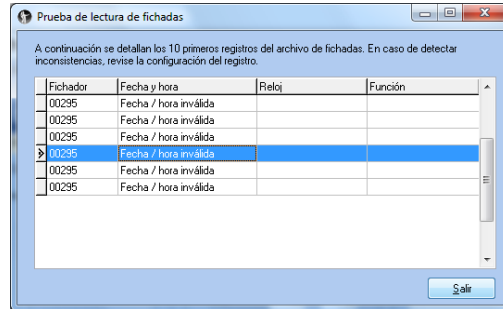 Prueba de lectura de fichadas
A continuación se detallan los 10 primeros registros del archivo de fichadas. En caso de detectar
inconsistencias, revise la configuración del registro.
Fichador Fecha y hora Reloj Función
00295 Fecha / hora inválida
00295 Fecha / hora inválida
00295 Fecha / hora inválida
00295 Fecha / hora inválida
00295 Fecha / hora inválida
00295 Fecha / hora inválida
Salir